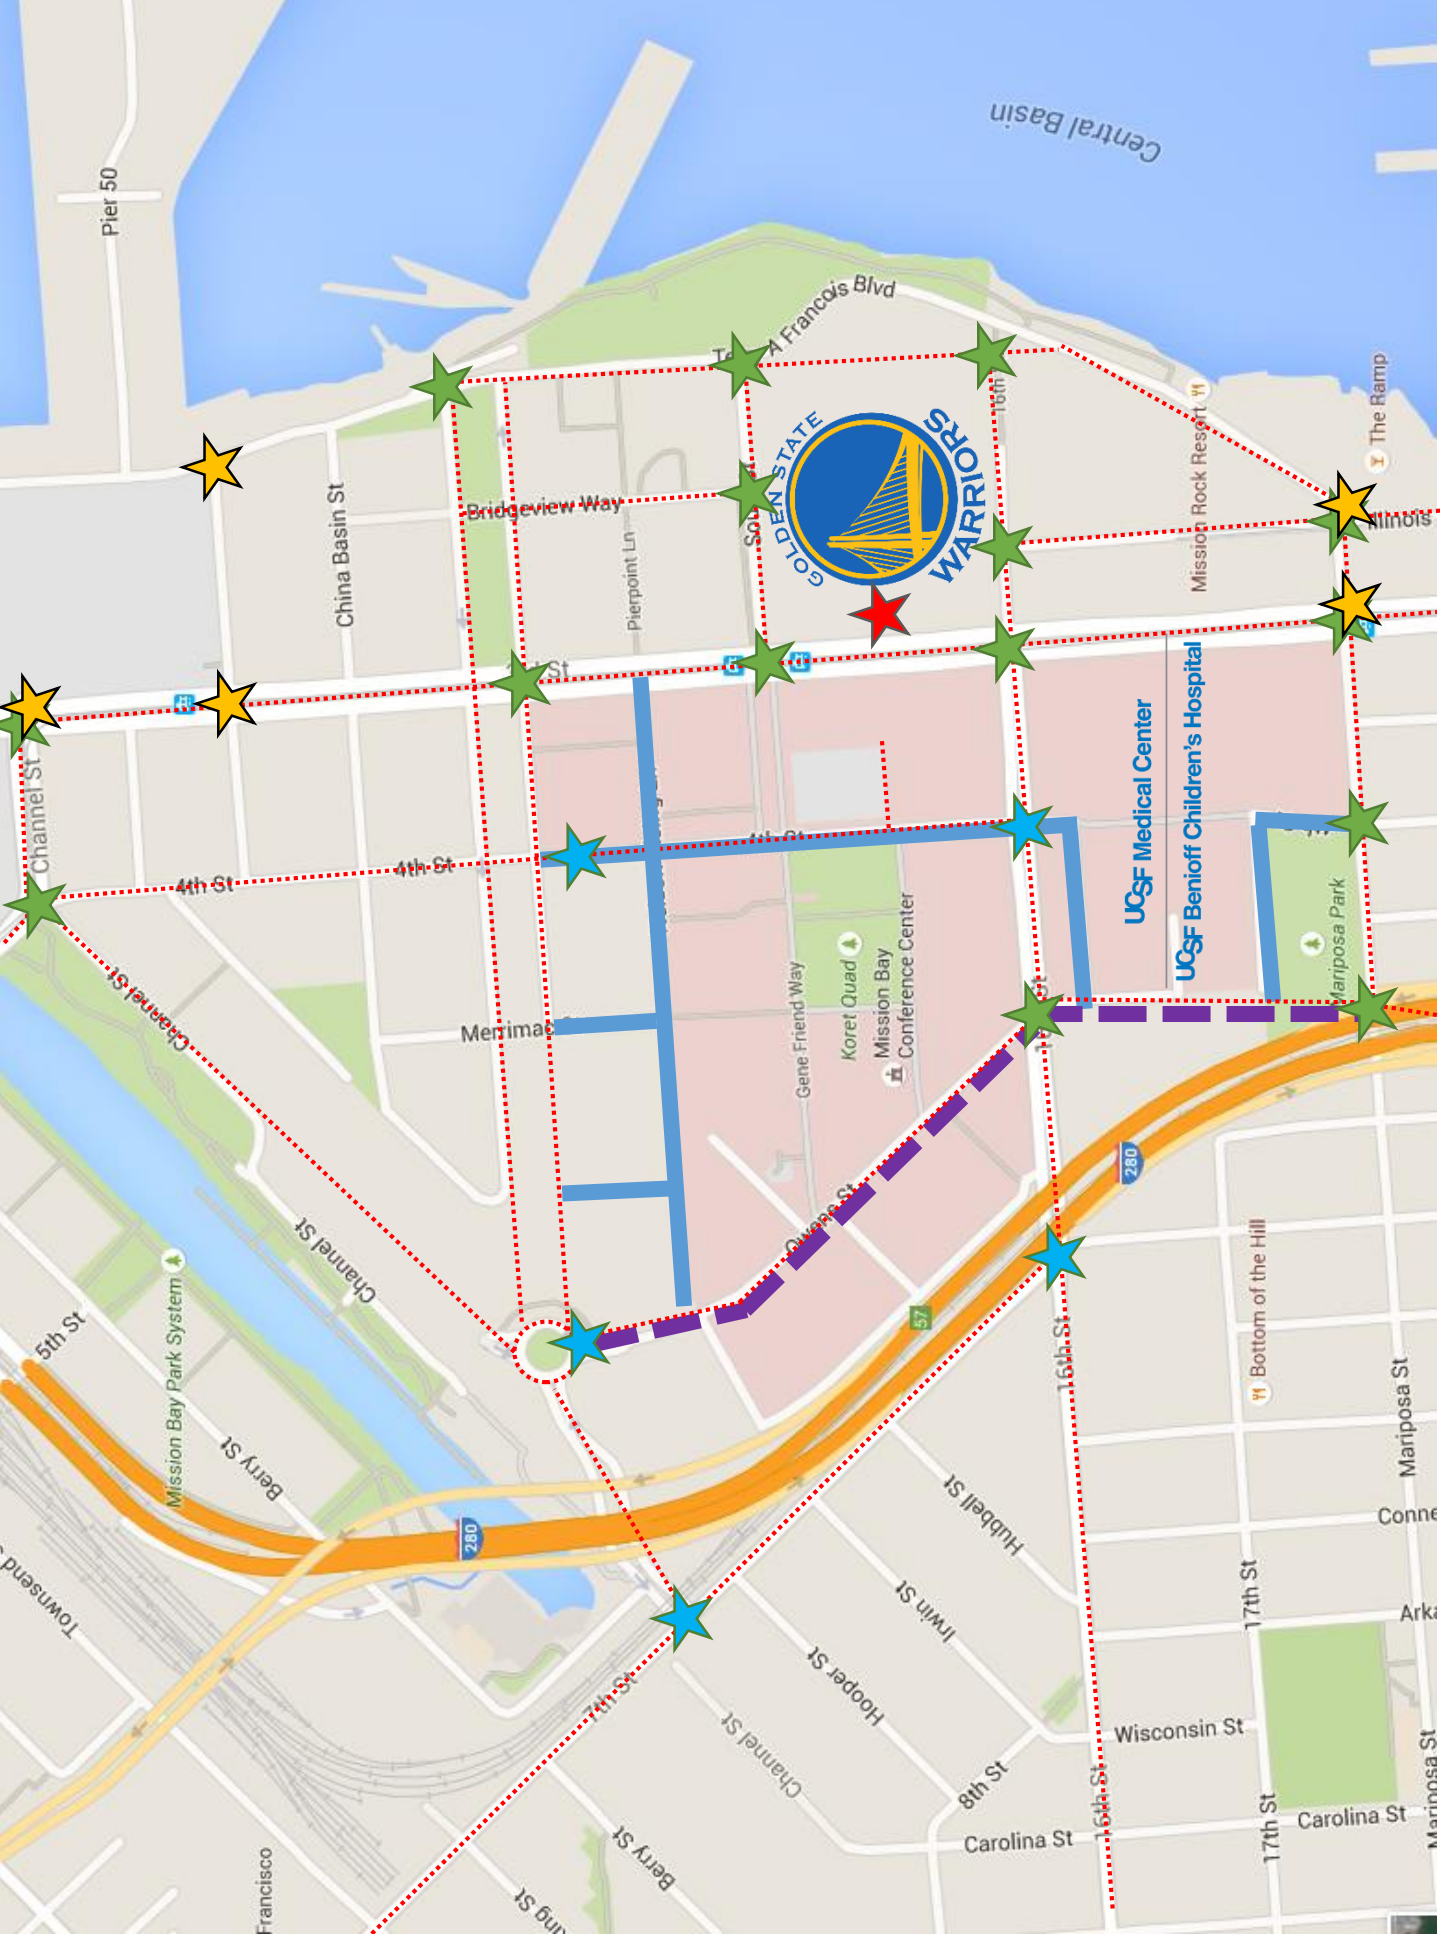 Central Basin
Pier 50
A Francois Blvd
Te
16th
The Ramp
Mission Rock Resort
GOLDEN STATE
WARRIORS
China Basin St
Bridgeview Way
Pierpoint Ln
Illinois
3rd St
Channel St
4th St
4th St
4th St
UCSF Medical Center
UCSF Benioff Children's Hospital
Mariposa Park
Koret Quad
Mission Bay
Conference Center
Gene Friend Way
Merrimac
Channel St
Channel St
Owens St
280
57
Bottom of the Hill
Mission Bay Park System
5th St
Berry St
280
16th St
Mariposa St
Hubbell St
Conne
17th St
Irwin St
Arka
Townsend
7th St
Hooper St
Channel St
Wisconsin St
8th St
16th St
17th St
Carolina St
Carolina St
Mariposa St
Berry St
Francisco